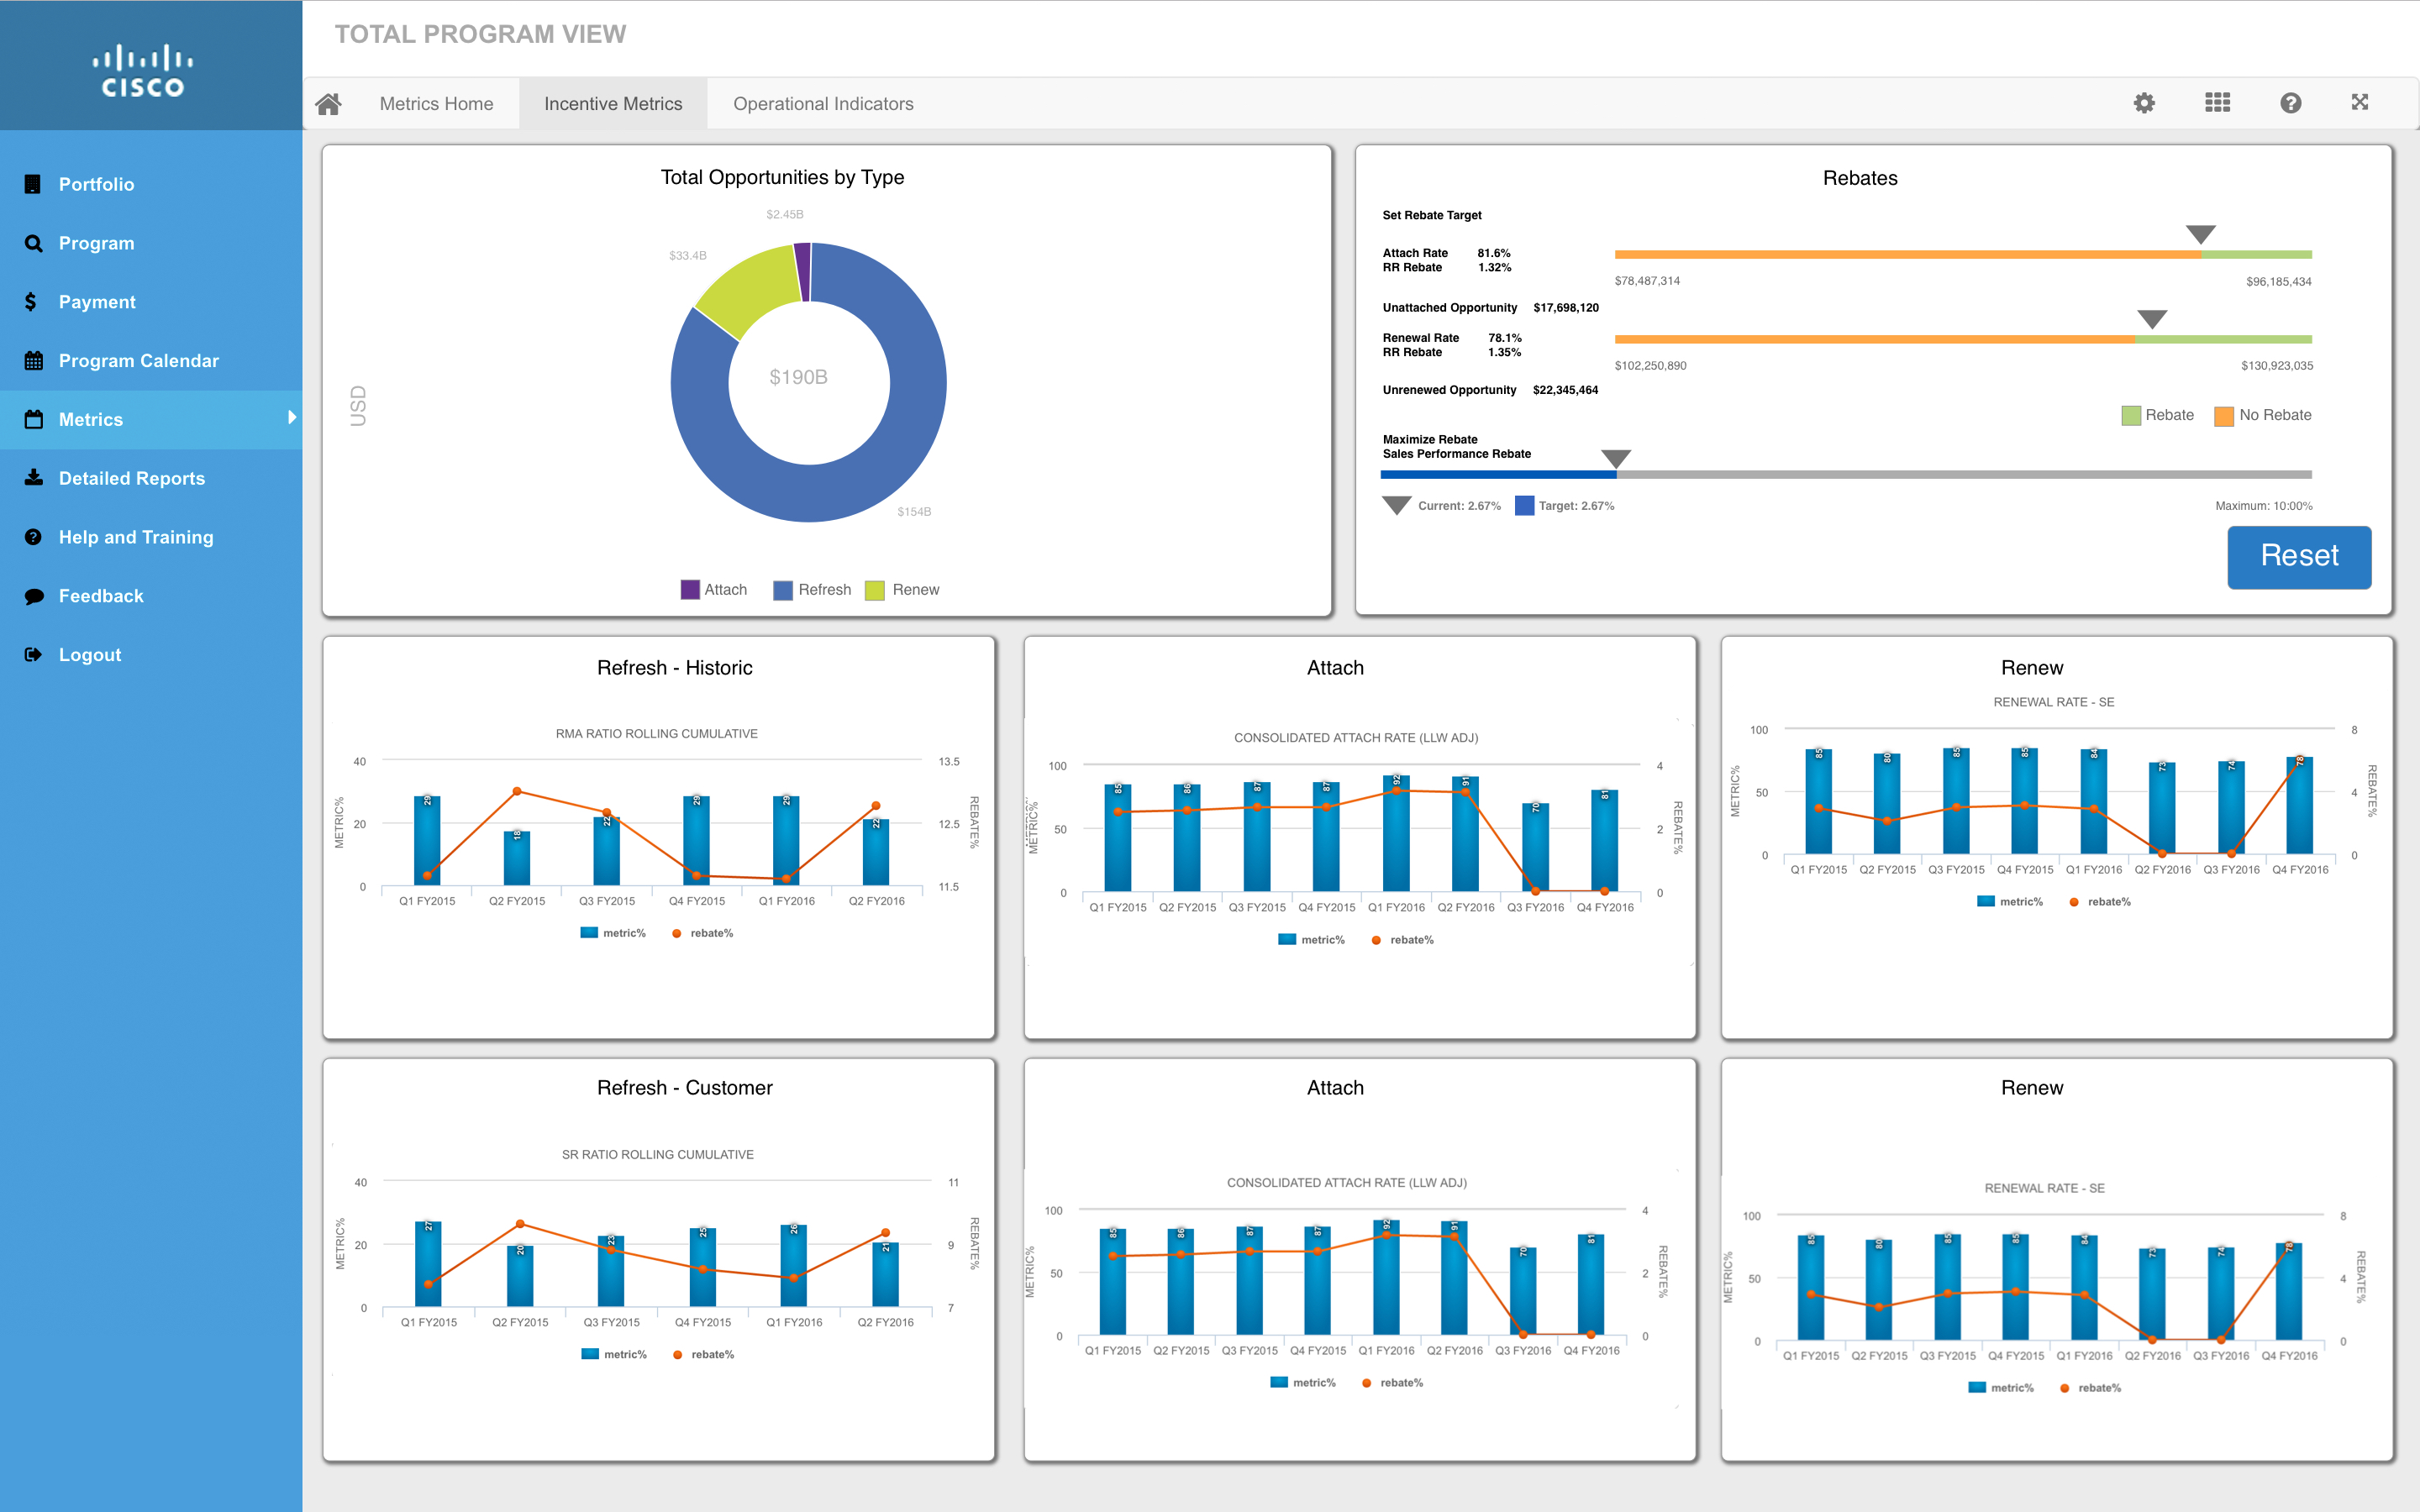 CISCO
TOTAL PROGRAM VIEW
Metrics Home
Incentive Metrics
Operational Indicators
Portfolio
Program
Payment
Program Calendar
Metrics
Detailed Reports
Help and Training
Feedback
Logout
Total Opportunities by Type
$2.45B
$33.4B
$190B
USD
$154B
Attach
Refresh
Renew
Rebates
Set Rebate Target
Attach Rate 81.6%
RR Rebate 1.32%
$78,487,314
$96,185,434
Unattached Opportunity $17,698,120
Renewal Rate 78.1%
RR Rebate 1.35%
$102,250,890
$130,923,035
Unrenewed Opportunity $22,345,464
Rebate
No Rebate
Maximize Rebate
Sales Performance Rebate
Current: 2.67%
Target: 2.67%
Maximum: 10:00%
Reset
Refresh - Historic
RMA RATIO ROLLING CUMULATIVE
40
20
0
METRIC%
29
18
22
29
29
22
13.5
12.5
11.5
REBATE%
Q1 FY2015 Q2 FY2015 Q3 FY2015 Q4 FY2015 Q1 FY2016 Q2 FY2016
metric% rebate%
Attach
CONSOLIDATED ATTACH RATE (LLW ADJ)
100
50
0
METRIC%
85
86
87
87
92
91
70
81
4
2
0
REBATE%
Q1 FY2015 Q2 FY2015 Q3 FY2015 Q4 FY2015 Q1 FY2016 Q2 FY2016 Q3 FY2016 Q4 FY2016
metric% rebate%
Renew
RENEWAL RATE - SE
100
50
0
METRIC%
85
80
85
85
84
73
74
78
8
4
0
REBATE%
Q1 FY2015 Q2 FY2015 Q3 FY2015 Q4 FY2015 Q1 FY2016 Q2 FY2016 Q3 FY2016 Q4 FY2016
metric% rebate%
Refresh - Customer
SR RATIO ROLLING CUMULATIVE
40
20
0
METRIC%
27
20
23
25
26
21
11
9
7
REBATE%
Q1 FY2015 Q2 FY2015 Q3 FY2015 Q4 FY2015 Q1 FY2016 Q2 FY2016
metric% rebate%
Attach
CONSOLIDATED ATTACH RATE (LLW ADJ)
100
50
0
METRIC%
85
86
87
87
92
91
70
81
4
2
0
REBATE%
Q1 FY2015 Q2 FY2015 Q3 FY2015 Q4 FY2015 Q1 FY2016 Q2 FY2016 Q3 FY2016 Q4 FY2016
metric% rebate%
Renew
RENEWAL RATE - SE
100
50
0
METRIC%
85
80
85
85
84
73
74
78
8
4
0
REBATE%
Q1 FY2015 Q2 FY2015 Q3 FY2015 Q4 FY2015 Q1 FY2016 Q2 FY2016 Q3 FY2016 Q4 FY2016
metric% rebate%